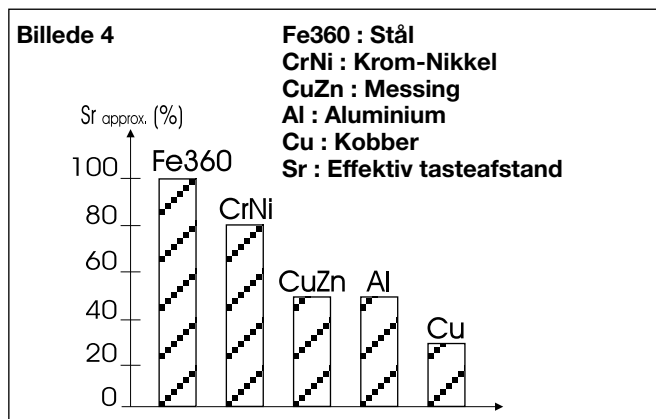 Billede 4
Fe360 : Stål
CrNi : Krom-Nikkel
CuZn : Messing
Al : Aluminium
Cu : Kobber
Sr : Effektiv tasteafstand
Sr approx. (%)
Fe360
CrNi
CuZn
Al
Cu
100
80
60
40
20
0